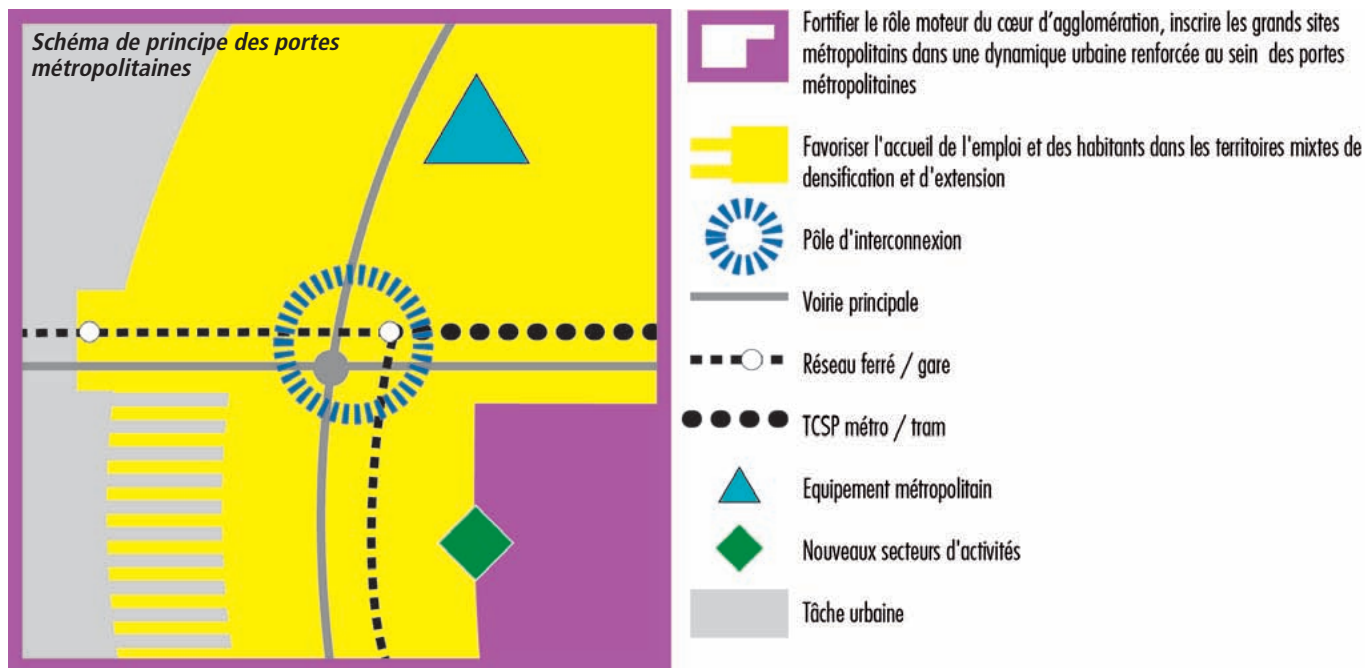 Schéma de principe des portes
métropolitaines
Fortifier le rôle moteur du cœur d’agglomération, inscrire les grands sites
métropolitains dans une dynamique urbaine renforcée au sein des portes
métropolitaines
Favoriser l'accueil de l'emploi et des habitants dans les territoires mixtes de
densification et d'extension
Pôle d'interconnexion
Voirie principale
Réseau ferré / gare
TCSP métro / tram
Equipement métropolitain
Nouveaux secteurs d'activités
Tâche urbaine